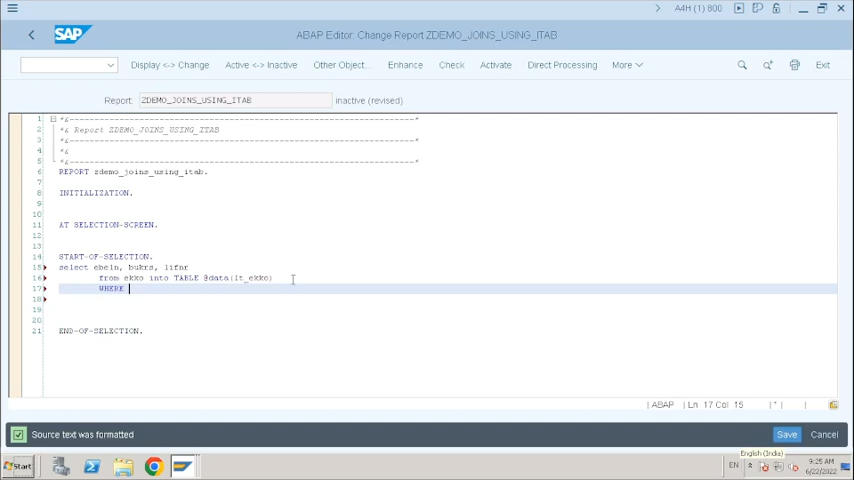 A4H (1) 800
SAP
ABAP Editor: Change Report ZDEMO_JOINS_USING_ITAB
Display <-> Change Active <-> Inactive Other Object... Enhance Check Activate Direct Processing More Exit
Report: ZDEMO_JOINS_USING_ITAB inactive (revised)
1 *&---------------------------------------------------------------------*
2 *& Report ZDEMO_JOINS_USING_ITAB
3 *&---------------------------------------------------------------------*
4 *&
5 *&---------------------------------------------------------------------*
6 REPORT zdemo_joins_using_itab.
7
8 INITIALIZATION.
9
10
11 AT SELECTION-SCREEN.
12
13
14 START-OF-SELECTION.
15 select ebeln, bukrs, lifnr
16 from ekko into TABLE @data(lt_ekko)
17 WHERE
18
19
20
21 END-OF-SELECTION.
ABAP Ln 17 Col 15
Source text was formatted Save Cancel
English (India)
Start EN 9:25 AM
6/22/2022